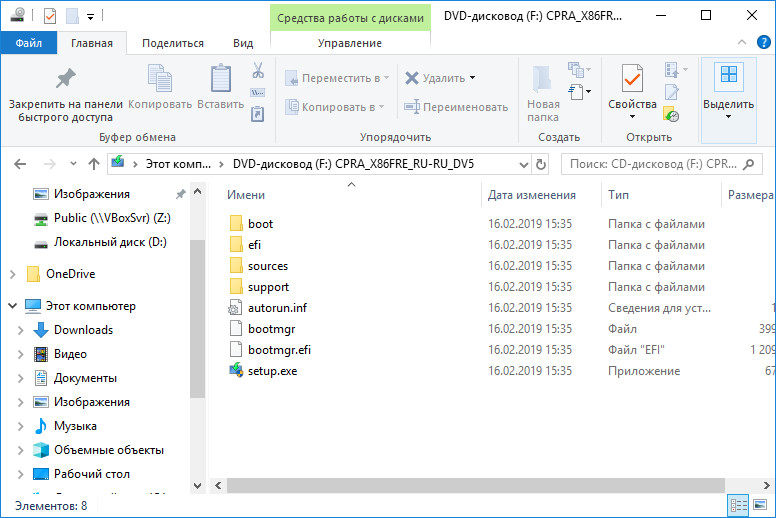 Средства работы с дисками
DVD-дисковод (F:) CPRA_X86FR...
Файл
Главная
Поделиться
Вид
Управление
Закрепить на панели
быстрого доступа
Копировать
Вставить
Переместить в
Копировать в
Удалить
Переименовать
Новая
папка
Свойства
Выделить
Буфер обмена
Упорядочить
Создать
Открыть
Этот комп...
DVD-дисковод (F:) CPRA_X86FRE_RU-RU_DV5
Поиск: CD-дисковод (F:) CPR...
Имени
Дата изменения
Тип
Размера
Изображения
Public (\\VBoxSvr) (Z:)
Локальный диск (D:)
OneDrive
Этот компьютер
Downloads
Видео
Документы
Изображения
Музыка
Объемные объекты
Рабочий стол
boot 16.02.2019 15:35 Папка с файлами
efi 16.02.2019 15:35 Папка с файлами
sources 16.02.2019 15:35 Папка с файлами
support 16.02.2019 15:35 Папка с файлами
autorun.inf 16.02.2019 15:35 Сведения для уст...
bootmgr 16.02.2019 15:35 Файл 399
bootmgr.efi 16.02.2019 15:35 Файл "EFI" 1 209
setup.exe 16.02.2019 15:35 Приложение 67
Элементов: 8